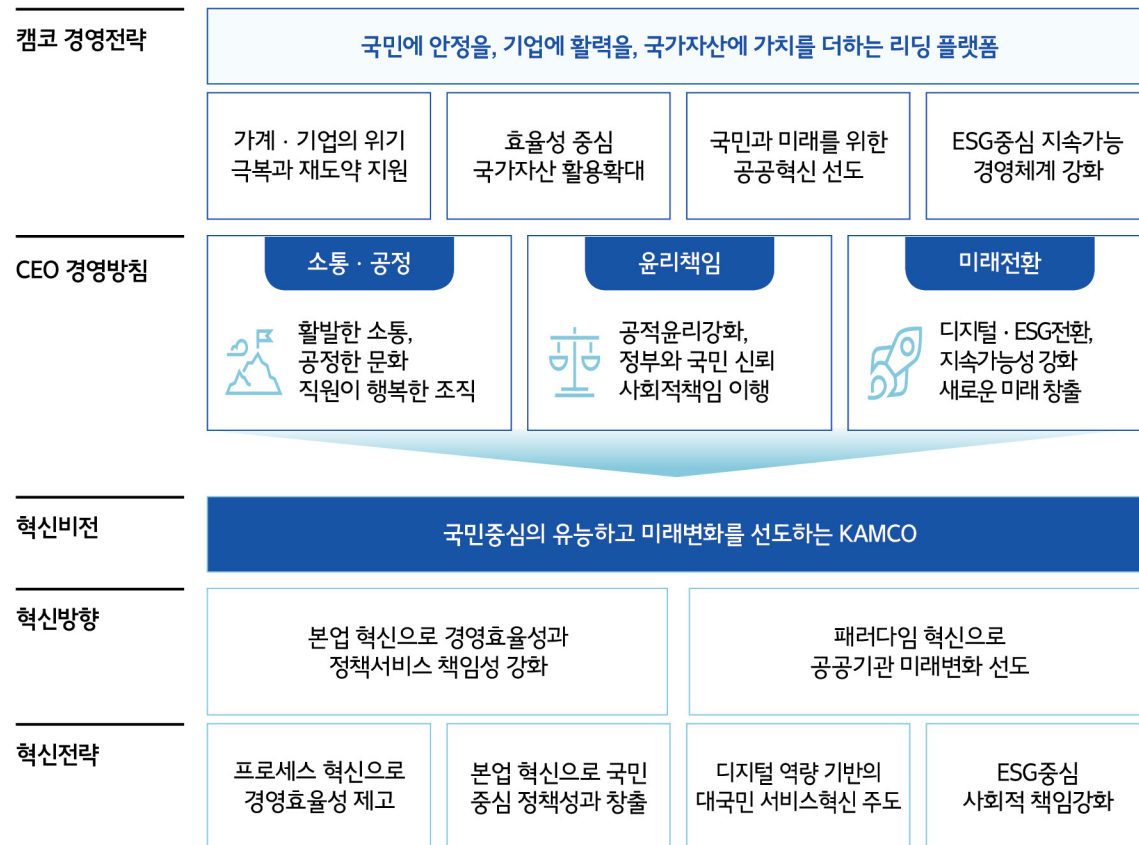 캠코 경영전략
국민에 안정을, 기업에 활력을, 국가자산에 가치를 더하는 리딩 플랫폼
가계 · 기업의 위기
극복과 재도약 지원
효율성 중심
국가자산 활용확대
국민과 미래를 위한
공공혁신 선도
ESG중심 지속가능
경영체계 강화
CEO 경영방침
소통 · 공정
활발한 소통,
공정한 문화
직원이 행복한 조직
윤리책임
공적윤리강화,
정부와 국민 신뢰
사회적책임 이행
미래전환
디지털 · ESG전환,
지속가능성 강화
새로운 미래 창출
혁신비전
국민중심의 유능하고 미래변화를 선도하는 KAMCO
혁신방향
본업 혁신으로 경영효율성과
정책서비스 책임성 강화
패러다임 혁신으로
공공기관 미래변화 선도
혁신전략
프로세스 혁신으로
경영효율성 제고
본업 혁신으로 국민
중심 정책성과 창출
디지털 역량 기반의
대국민 서비스혁신 주도
ESG중심
사회적 책임강화